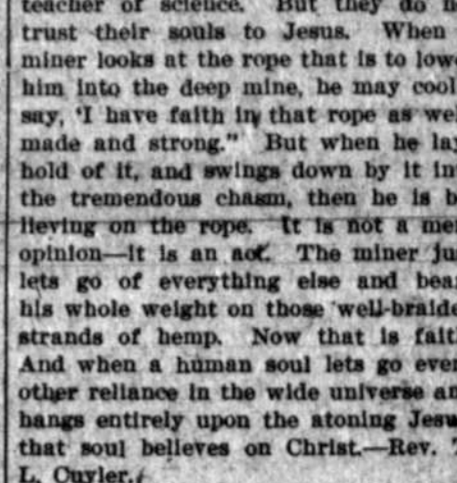 teacher of science. But they do n
trust their souls to Jesus. When
miner looks at the rope that is to low
him into the deep mine, he may cool
say, 'I have faith in that rope as we
made and strong." But when he lay
hold of it, and swings down by it in
the tremendous chasm, then he is b
lieving on the rope. It is not a me
opinion—it is an act. The miner ju
lets go of everything else and bea
his whole weight on those well-braide
strands of hemp. Now that is fait
And when a human soul lets go ever
other reliance in the wide universe an
hangs entirely upon the atoning Jesu
that soul believes on Christ.—Rev. T
L. Cuyler.